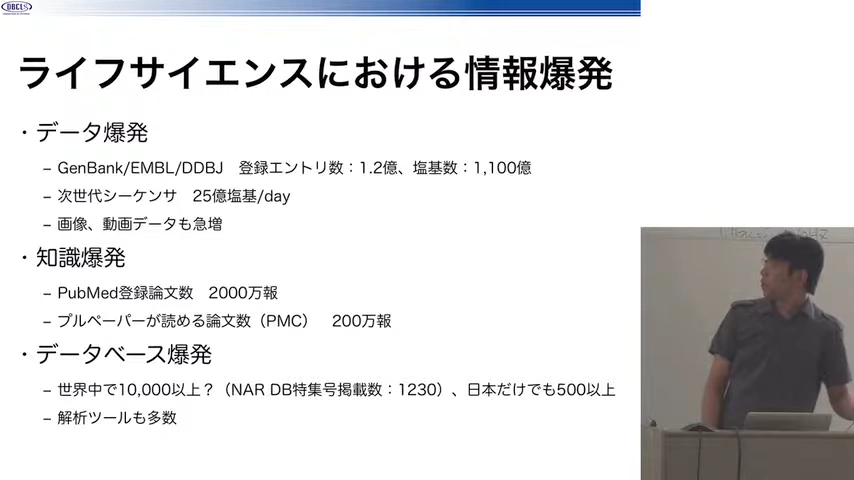 DBCLS
ライフサイエンスにおける情報爆発
・データ爆発
– GenBank/EMBL/DDBJ 登録エントリ数：1.2億、塩基数：1,100億
– 次世代シーケンサ 25億塩基/day
– 画像、動画データも急増
・知識爆発
– PubMed登録論文数 2000万報
– プルペーパーが読める論文数（PMC） 200万報
・データベース爆発
– 世界中で10,000以上？（NAR DB特集号掲載数：1230）、日本だけでも500以上
– 解析ツールも多数